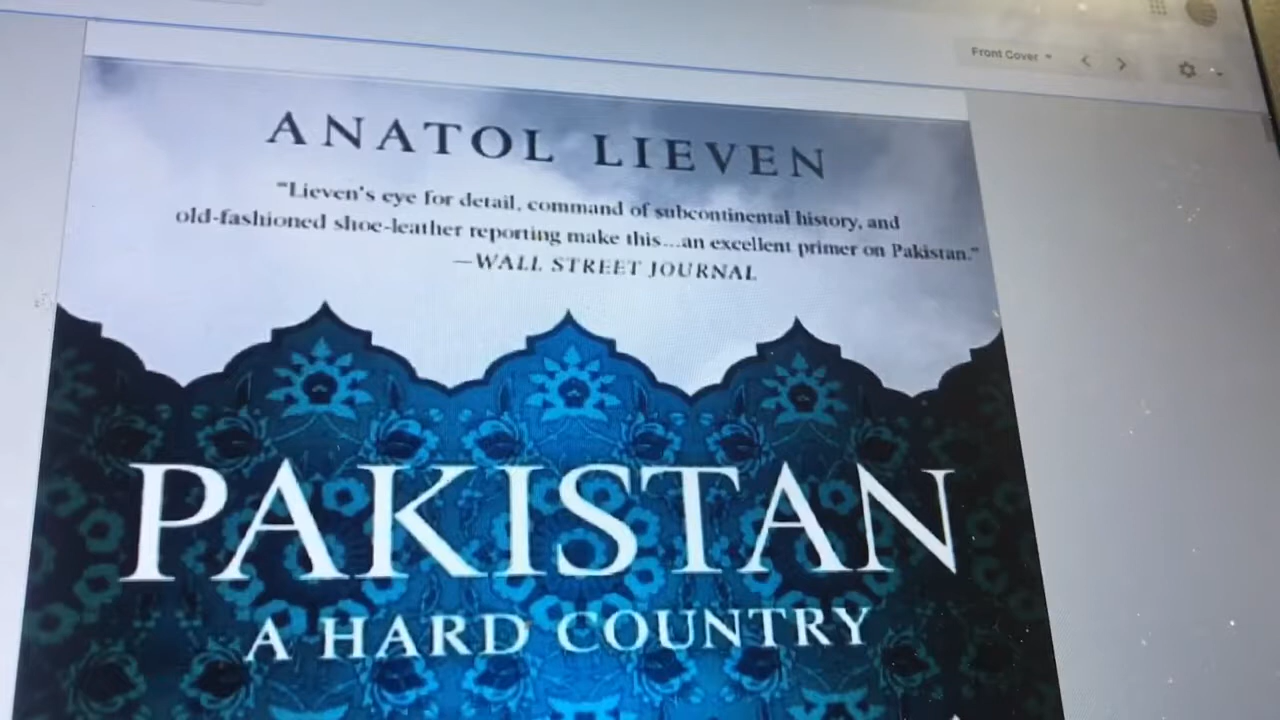 Front Cover
ANATOL LIEVEN
"Lieven's eye for detail, command of subcontinental history, and
old-fashioned shoe-leather reporting make this...an excellent primer on Pakistan."
—WALL STREET JOURNAL
PAKISTAN
A HARD COUNTRY